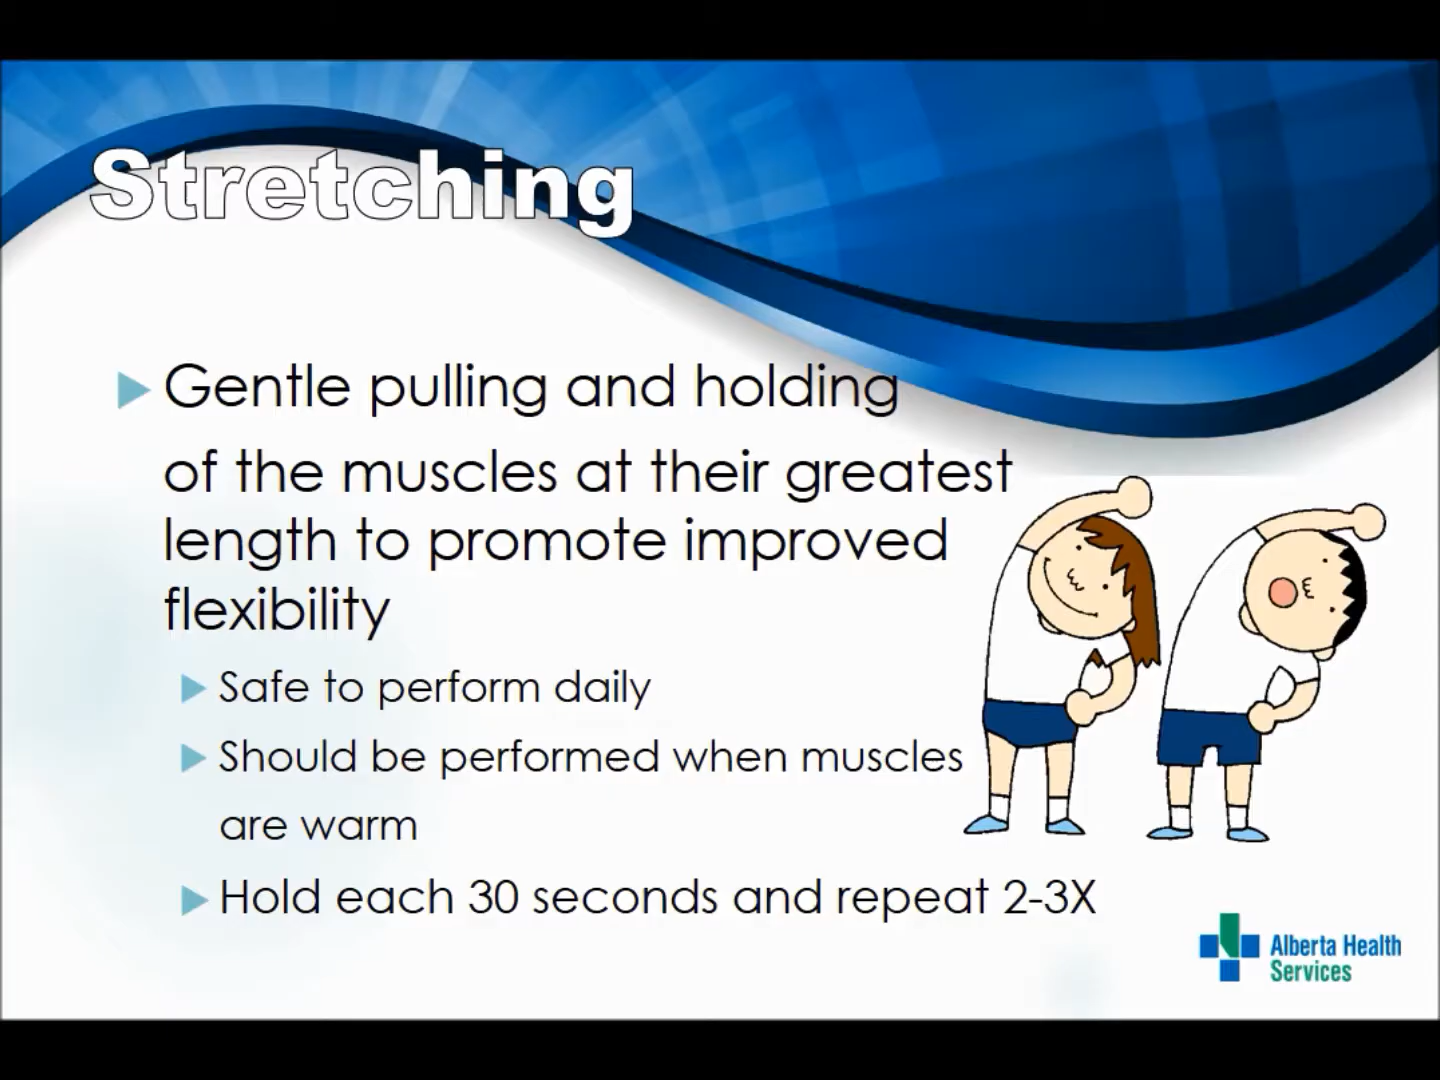 Stretching
Gentle pulling and holding
of the muscles at their greatest
length to promote improved
flexibility
Safe to perform daily
Should be performed when muscles
are warm
Hold each 30 seconds and repeat 2-3X
Alberta Health
Services